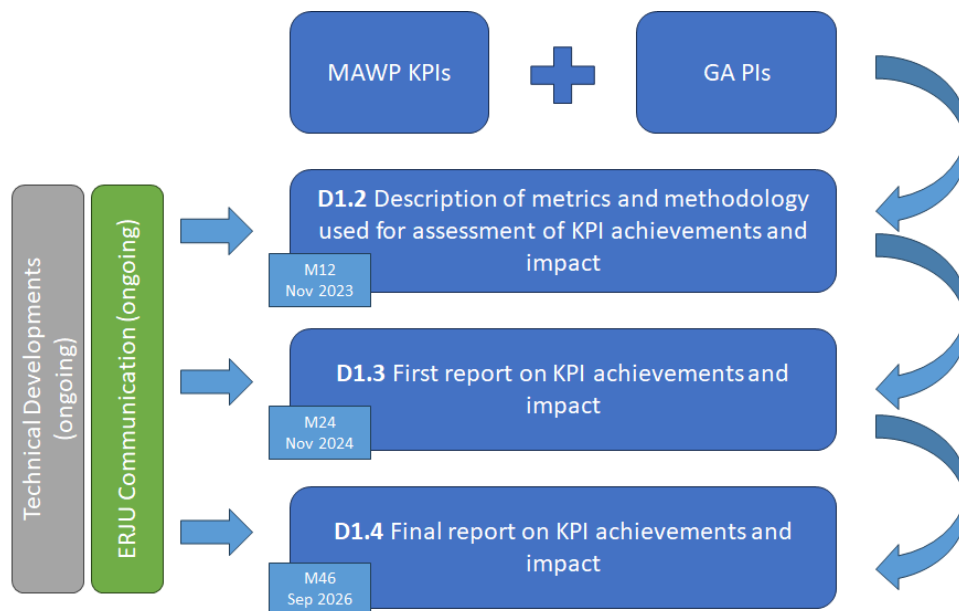 MAWP KPIs
GA PIs
Technical Developments
(ongoing)
ERJU Communication (ongoing)
D1.2 Description of metrics and methodology
used for assessment of KPI achievements and
impact
M12
Nov 2023
D1.3 First report on KPI achievements and
impact
M24
Nov 2024
D1.4 Final report on KPI achievements and
impact
M46
Sep 2026